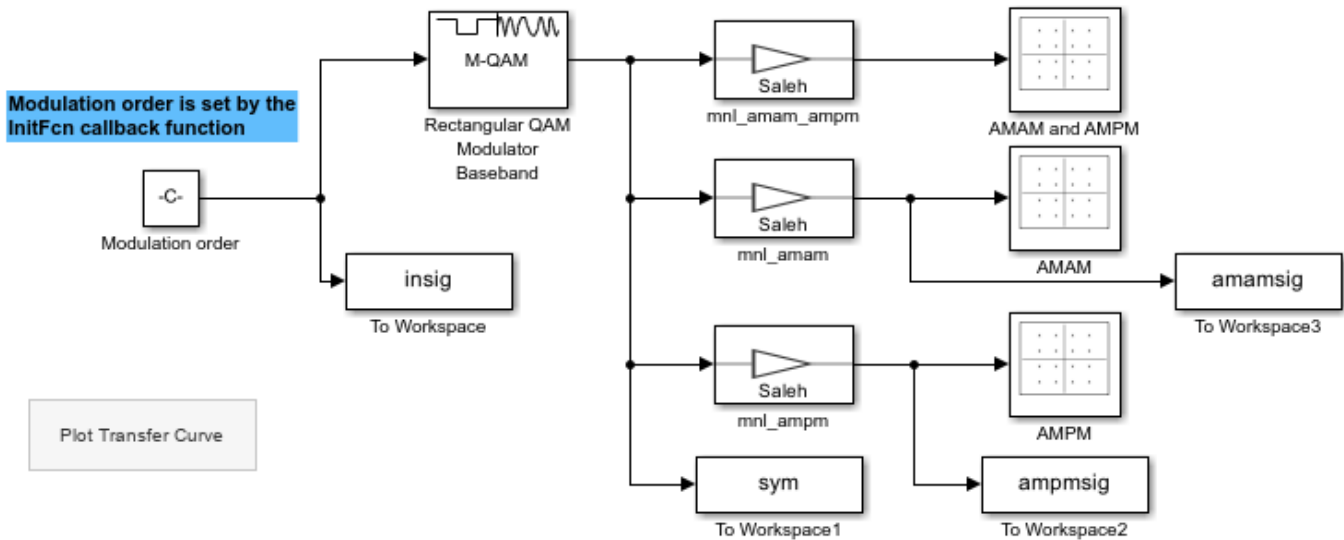 M-QAM
Rectangular QAM
Modulator
Baseband
Saleh
mnl_amam_ampm
AMAM and AMPM
Modulation order is set by the
InitFcn callback function
-C-
Modulation order
Saleh
mnl_amam
AMAM
insig
To Workspace
amamsig
To Workspace3
Saleh
mnl_ampm
AMPM
Plot Transfer Curve
sym
To Workspace1
ampmsig
To Workspace2